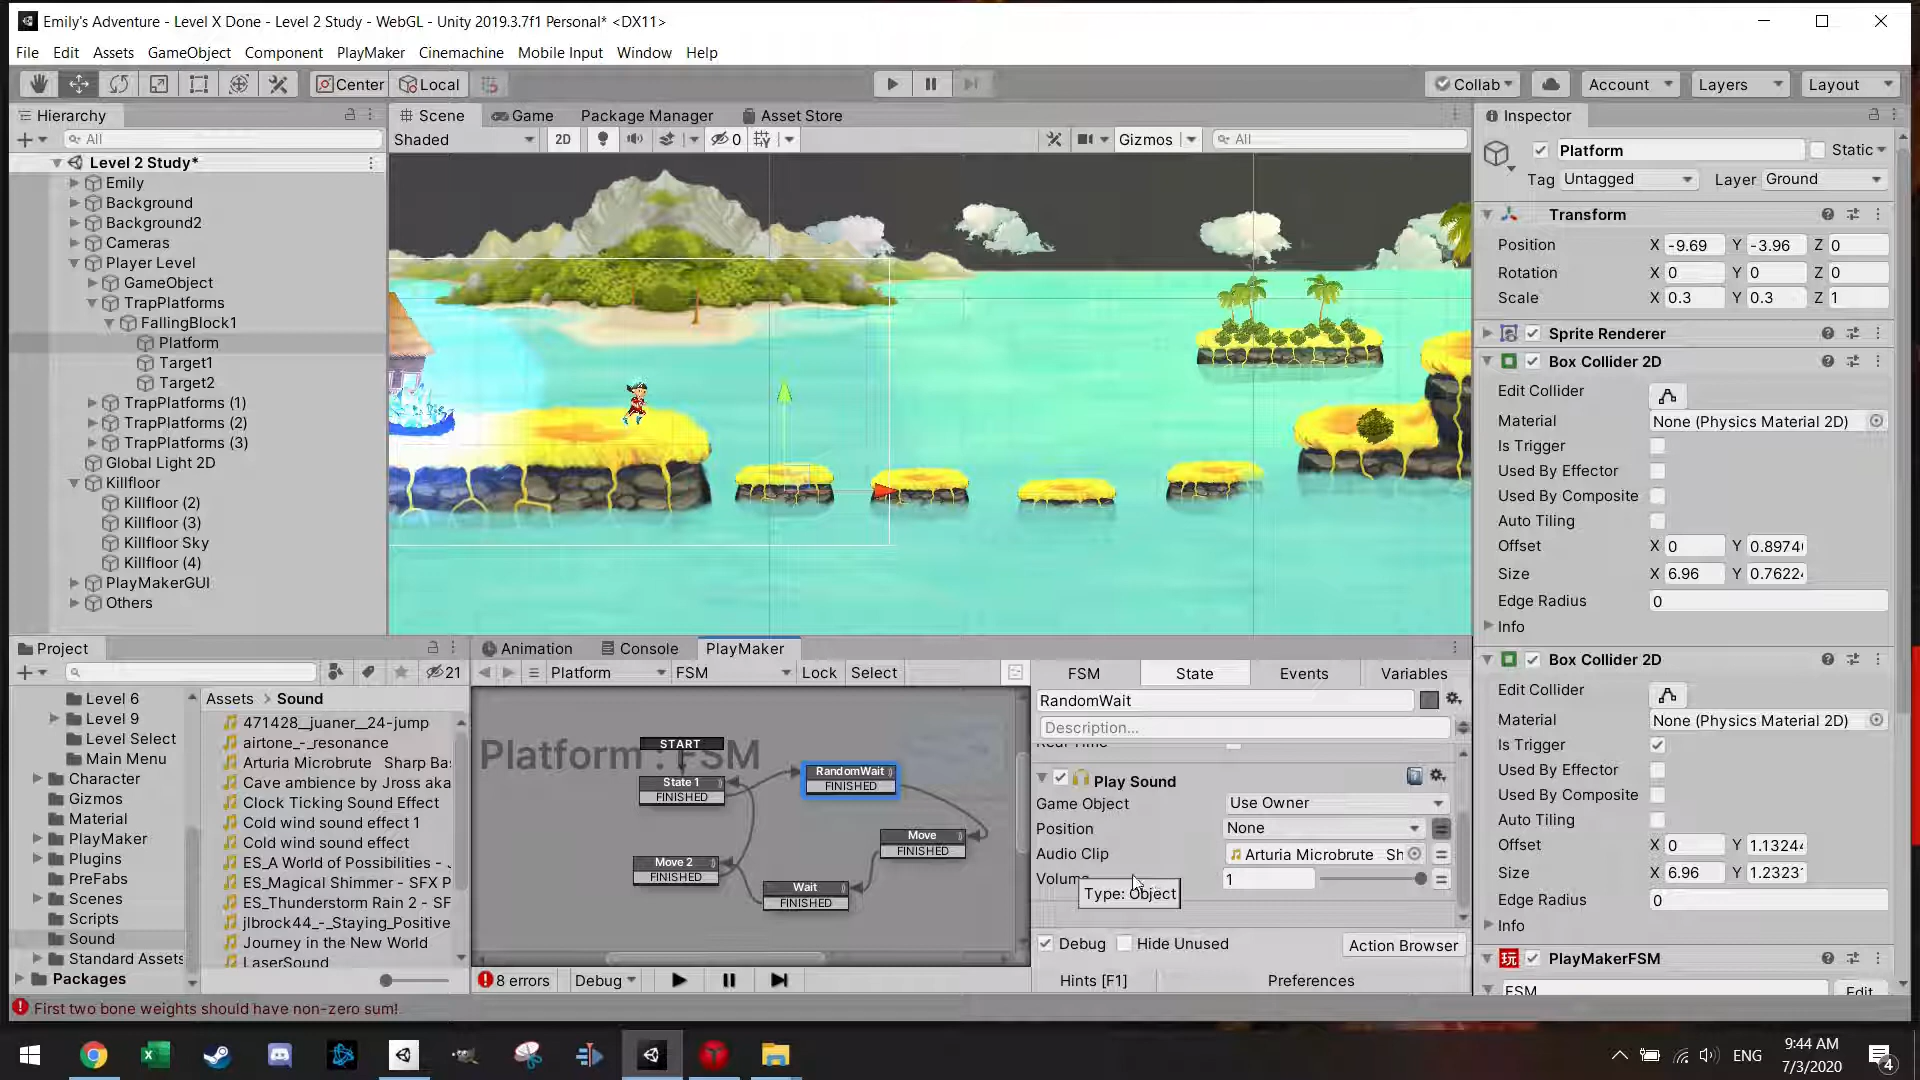 Emily's Adventure - Level X Done - Level 2 Study - WebGL - Unity 2019.3.7f1 Personal* <DX11>
File Edit Assets GameObject Component PlayMaker Cinemachine Mobile Input Window Help
Center Local Collab Account Layers Layout
Hierarchy
All
Level 2 Study*
Emily
Background
Background2
Cameras
Player Level
GameObject
TrapPlatforms
FallingBlock1
Platform
Target1
Target2
TrapPlatforms (1)
TrapPlatforms (2)
TrapPlatforms (3)
Global Light 2D
Killfloor
Killfloor (2)
Killfloor (3)
Killfloor Sky
Killfloor (4)
PlayMakerGUI
Others
Scene Game Package Manager Asset Store
Shaded 2D 0 Gizmos All
Inspector
Platform Static
Tag Untagged Layer Ground
Transform
Position X -9.69 Y -3.96 Z 0
Rotation X 0 Y 0 Z 0
Scale X 0.3 Y 0.3 Z 1
Sprite Renderer
Box Collider 2D
Edit Collider
Material None (Physics Material 2D)
Is Trigger
Used By Effector
Used By Composite
Auto Tiling
Offset X 0 Y 0.8974
Size X 6.96 Y 0.7622
Edge Radius 0
Info
Box Collider 2D
Edit Collider
Material None (Physics Material 2D)
Is Trigger
Used By Effector
Used By Composite
Auto Tiling
Offset X 0 Y 1.1324
Size X 6.96 Y 1.2323
Edge Radius 0
Info
PlayMakerFSM
FSM Edit
Project
21
Level 6
Level 9
Level Select
Main Menu
Character
Gizmos
Material
PlayMaker
Plugins
PreFabs
Scenes
Scripts
Sound
Standard Assets
Packages
Assets > Sound
471428__juaner__24-jump
airtone_-_resonance
Arturia Microbrute Sharp Ba
Cave ambience by Jross aka
Clock Ticking Sound Effect
Cold wind sound effect 1
Cold wind sound effect
ES_A World of Possibilities -
ES_Magical Shimmer - SFX P
ES_Thunderstorm Rain 2 - SF
jlbrock44_-_Staying_Positive
Journey in the New World
LaserSound
Animation Console PlayMaker
Platform FSM Lock Select
Platform : FSM
START
State 1
FINISHED
RandomWait
FINISHED
Move
FINISHED
Move 2
FINISHED
Wait
FINISHED
8 errors Debug
FSM State Events Variables
RandomWait
Description...
Real Time
Play Sound
Game Object Use Owner
Position None
Audio Clip Arturia Microbrute Sh
Volume 1
Type: Object
Debug Hide Unused Action Browser
Hints [F1] Preferences
First two bone weights should have non-zero sum!
ENG
9:44 AM
7/3/2020
4